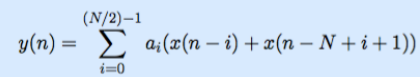 y(n) = \sum_{i=0}^{(N/2)-1} a_i(x(n-i) + x(n-N+i+1))